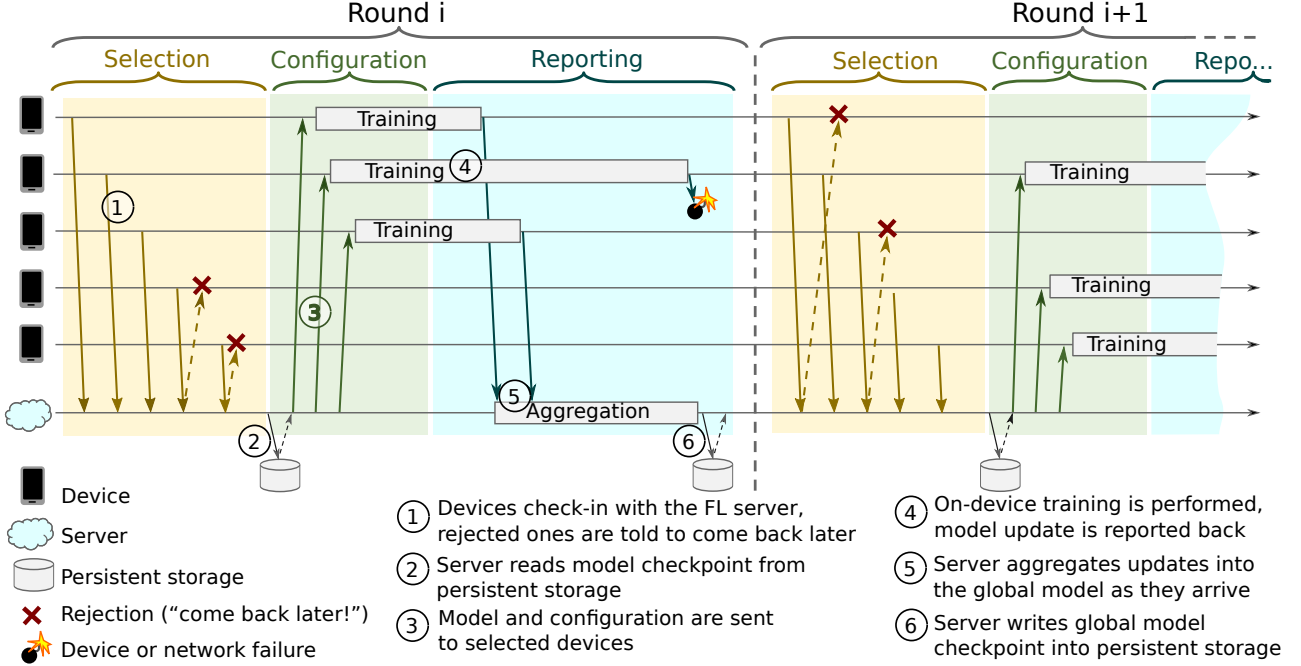 Round i
Round i+1
Selection
Configuration
Reporting
Selection
Configuration
Repo...
Training
Training
4
Training
1
3
Training
Training
Training
5
Aggregation
2
6
Device
Server
Persistent storage
Rejection (“come back later!”)
Device or network failure
1 Devices check-in with the FL server,
rejected ones are told to come back later
2 Server reads model checkpoint from
persistent storage
3 Model and configuration are sent
to selected devices
4 On-device training is performed,
model update is reported back
5 Server aggregates updates into
the global model as they arrive
6 Server writes global model
checkpoint into persistent storage